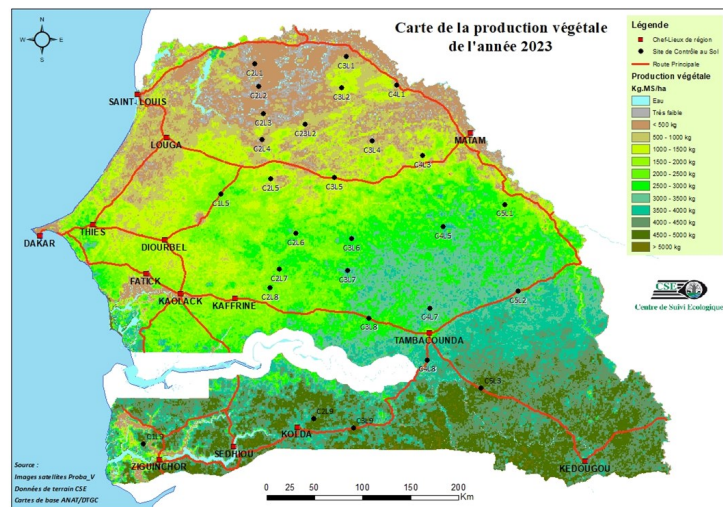 Carte de la production végétale
de l'année 2023
N
W
E
S
Légende
Chef-Lieux de région
Site de Contrôle au Sol
Route Principale
Production végétale
Kg.MS/ha
Eau
Trés faible
< 500 kg
500 - 1000 kg
1000 - 1500 kg
1500 - 2000 kg
2000 - 2500 kg
2500 - 3000 kg
3000 - 3500 kg
3500 - 4000 kg
4000 - 4500 kg
4500 - 5000 kg
> 5000 kg
C3L1
C2L1
C2L2
C3L2
C4L1
SAINT-LOUIS
C2L3
C23L2
LOUGA
C2L4
C3L4
MATAM
C4L3
C2L5
C3L5
C1L5
C5L1
THIES
DAKAR
DIOURBEL
C2L6
C3L6
C4L5
FATICK
C2L7
C3L7
KAOLACK
C2L8
KAFFRINE
C5L2
C3L8
C4L7
TAMBACOUNDA
C4L8
C5L3
C2L9
C3L9
KOLDA
C1L9
SEDHIOU
ZIGUINCHOR
KEDOUGOU
CSE
Centre de Suivi Ecologique
Source :
Images satellites Proba_V
Données de terrain CSE
Cartes de base ANAT/DTGC
0 25 50 100 150 200
Km